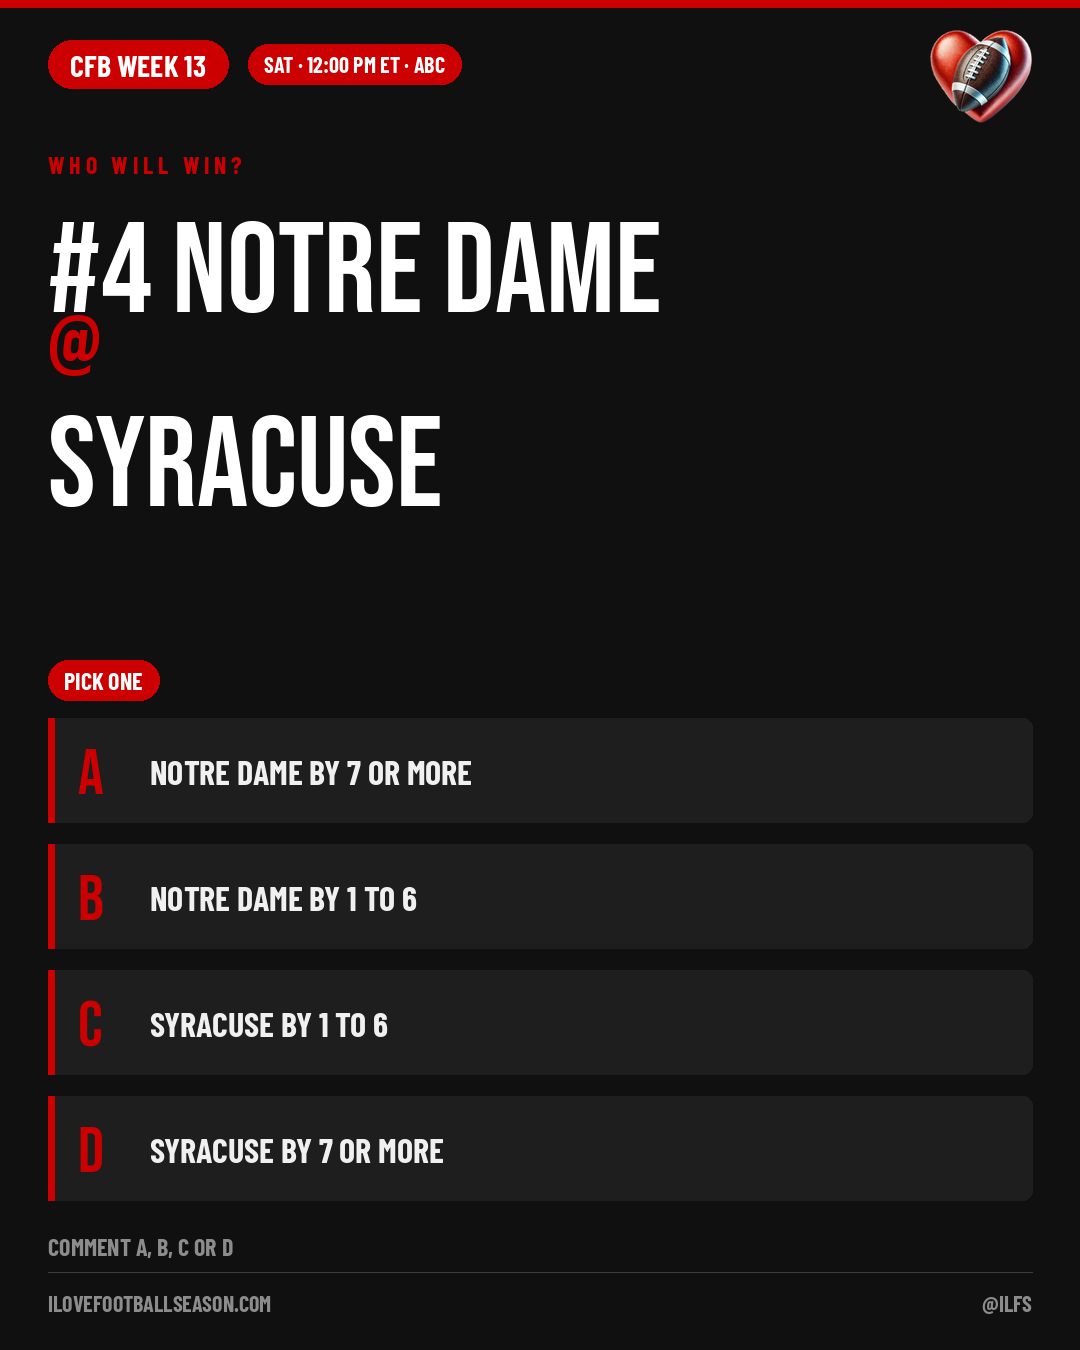 CFB WEEK 13
SAT · 12:00 PM ET · ABC
WHO WILL WIN?
#4 NOTRE DAME
@
SYRACUSE
PICK ONE
A NOTRE DAME BY 7 OR MORE
B NOTRE DAME BY 1 TO 6
C SYRACUSE BY 1 TO 6
D SYRACUSE BY 7 OR MORE
COMMENT A, B, C OR D
ILOVEFOOTBALLSEASON.COM
@ILFS